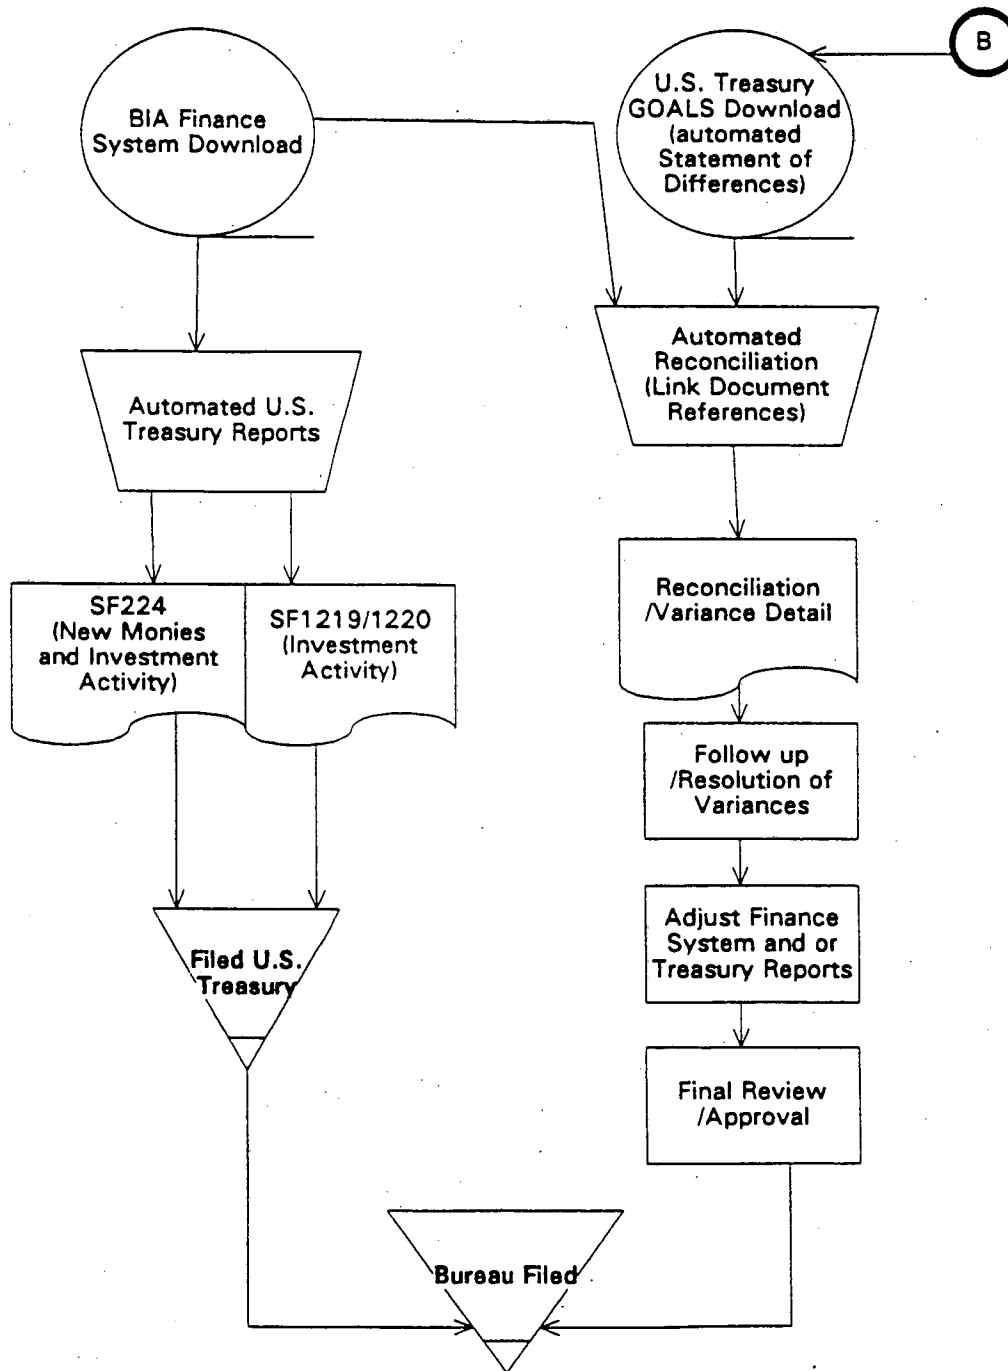 B
BIA Finance
System Download
U.S. Treasury
GOALS Download
(automated
Statement of
Differences)
Automated U.S.
Treasury Reports
Automated
Reconciliation
(Link Document
References)
SF224
(New Monies
and Investment
Activity)
SF1219/1220
(Investment
Activity)
Reconciliation
/Variance Detail
Follow up
/Resolution of
Variances
Filed U.S.
Treasury
Adjust Finance
System and or
Treasury Reports
Final Review
/Approval
Bureau Filed